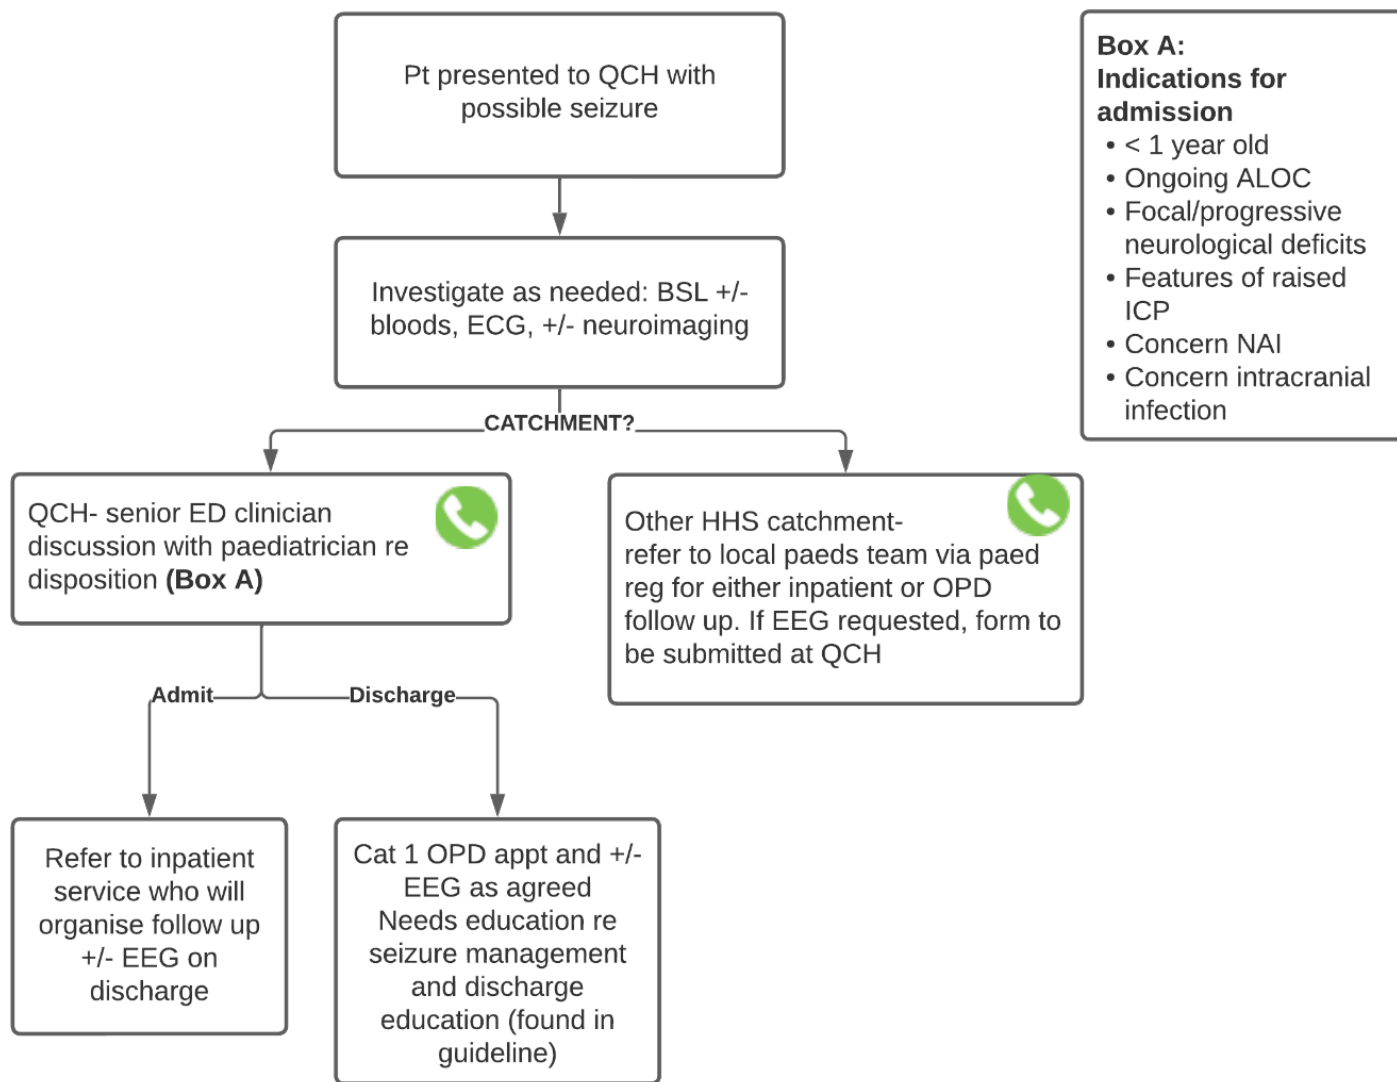 Pt presented to QCH with
possible seizure
Box A:
Indications for
admission
• < 1 year old
• Ongoing ALOC
• Focal/progressive
neurological deficits
• Features of raised
ICP
• Concern NAI
• Concern intracranial
infection
Investigate as needed: BSL +/-
bloods, ECG, +/- neuroimaging
CATCHMENT?
QCH- senior ED clinician
discussion with paediatrician re
disposition (Box A)
Other HHS catchment-
refer to local paeds team via paed
reg for either inpatient or OPD
follow up. If EEG requested, form to
be submitted at QCH
Admit
Discharge
Refer to inpatient
service who will
organise follow up
+/- EEG on
discharge
Cat 1 OPD appt and +/-
EEG as agreed
Needs education re
seizure management
and discharge
education (found in
guideline)